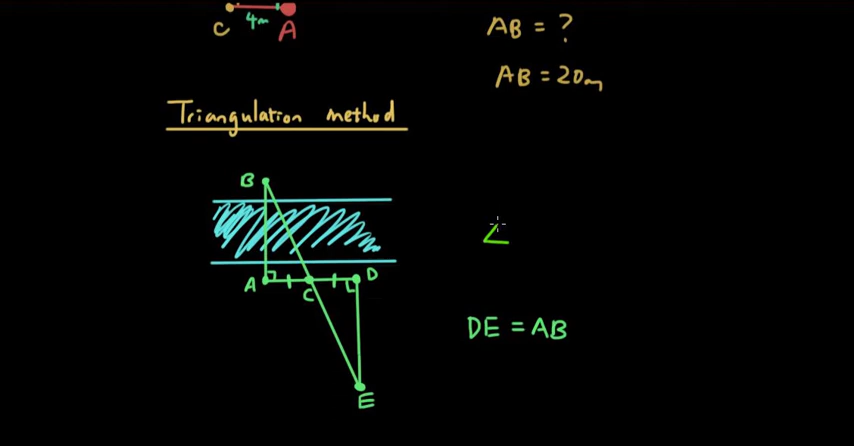 4m
C A
AB = ?
AB = 20m
Triangulation method
B
A C D
∠
DE = AB
E